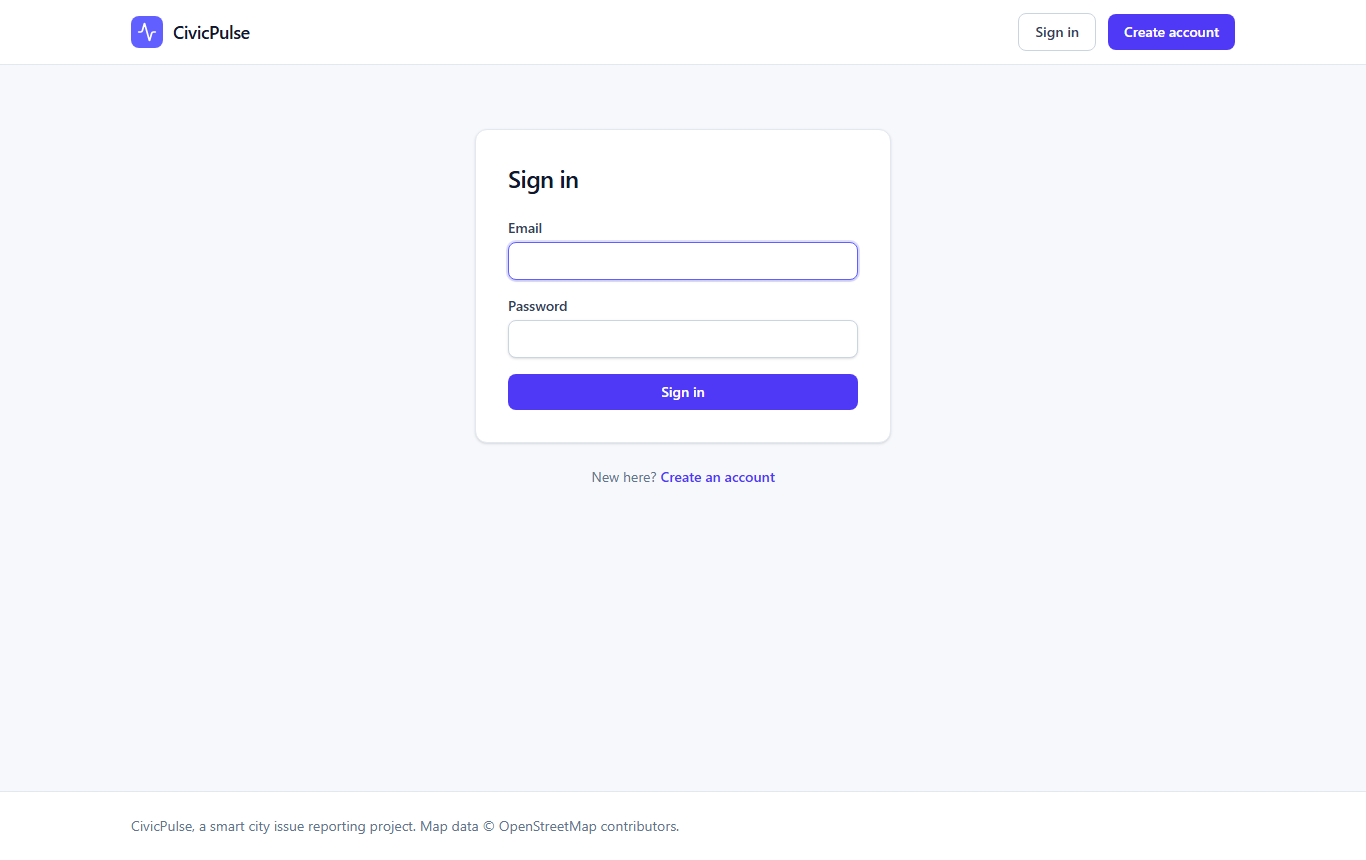 CivicPulse
Sign in
Create account
Sign in
Email
Password
Sign in
New here? Create an account
CivicPulse, a smart city issue reporting project. Map data © OpenStreetMap contributors.